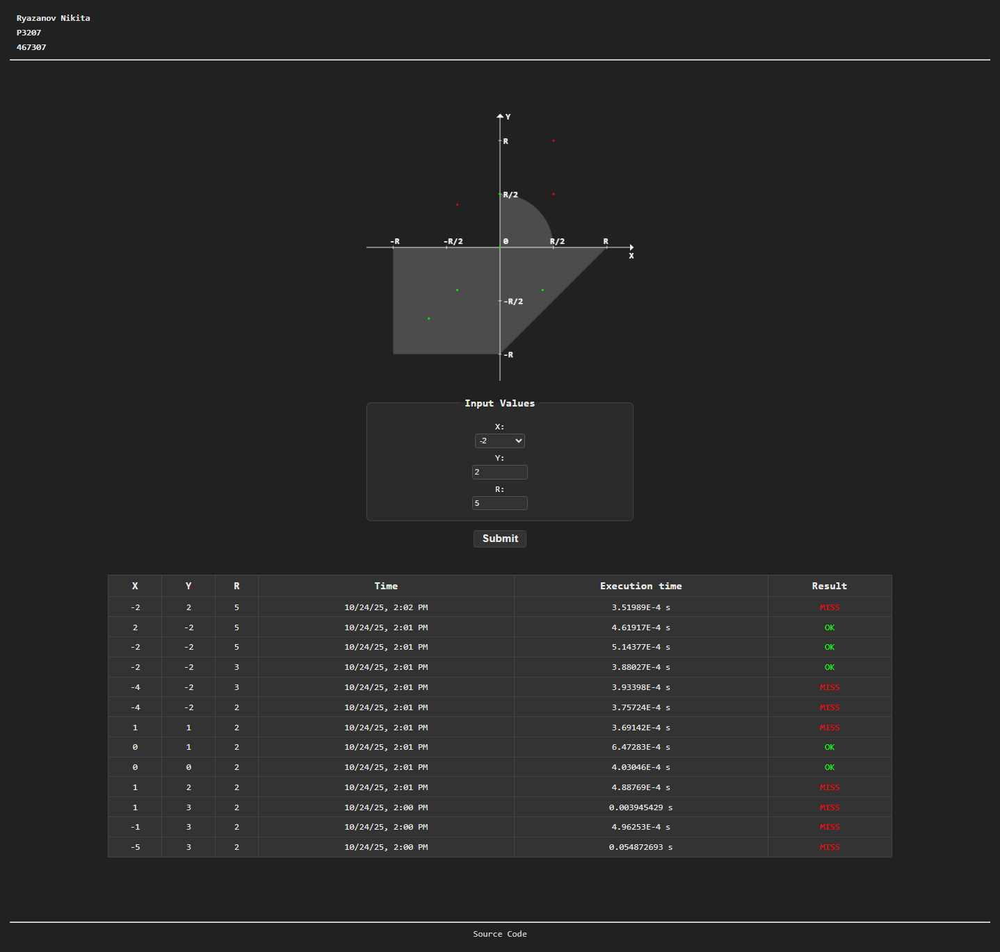 Ryazanov Nikita
P3207
467307
Y
R
R/2
-R -R/2 0 R/2 R
X
-R/2
-R
Input Values
X:
-2
Y:
2
R:
5
Submit
X Y R Time Execution time Result
-2 2 5 10/24/25, 2:02 PM 3.51989E-4 s MISS
2 -2 5 10/24/25, 2:01 PM 4.61917E-4 s OK
-2 -2 5 10/24/25, 2:01 PM 5.14377E-4 s OK
-2 -2 3 10/24/25, 2:01 PM 3.88027E-4 s OK
-4 -2 3 10/24/25, 2:01 PM 3.93398E-4 s MISS
-4 -2 2 10/24/25, 2:01 PM 3.75724E-4 s MISS
1 1 2 10/24/25, 2:01 PM 3.69142E-4 s MISS
0 1 2 10/24/25, 2:01 PM 6.47283E-4 s OK
0 0 2 10/24/25, 2:01 PM 4.03046E-4 s OK
1 2 2 10/24/25, 2:01 PM 4.88769E-4 s MISS
1 3 2 10/24/25, 2:00 PM 0.003945429 s MISS
-1 3 2 10/24/25, 2:00 PM 4.96253E-4 s MISS
-5 3 2 10/24/25, 2:00 PM 0.054872693 s MISS
Source Code